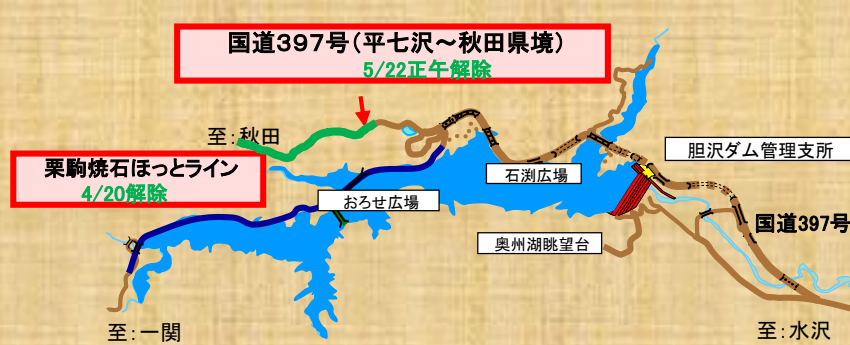 国道397号(平七沢～秋田県境)
5/22正午解除
至:秋田
栗駒焼石ほっとライン
4/20解除
胆沢ダム管理支所
石渕広場
おろせ広場
国道397号
奥州湖眺望台
至:一関
至:水沢